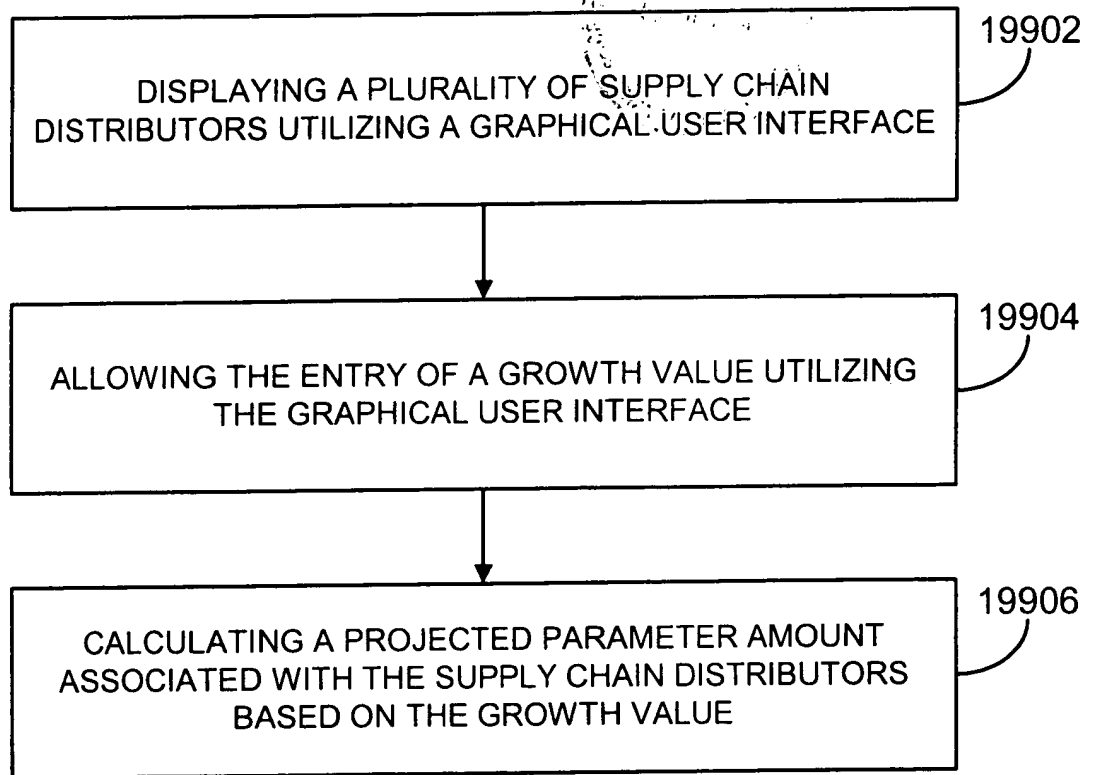 19902
DISPLAYING A PLURALITY OF SUPPLY CHAIN
DISTRIBUTORS UTILIZING A GRAPHICAL USER INTERFACE
19904
ALLOWING THE ENTRY OF A GROWTH VALUE UTILIZING
THE GRAPHICAL USER INTERFACE
19906
CALCULATING A PROJECTED PARAMETER AMOUNT
ASSOCIATED WITH THE SUPPLY CHAIN DISTRIBUTORS
BASED ON THE GROWTH VALUE